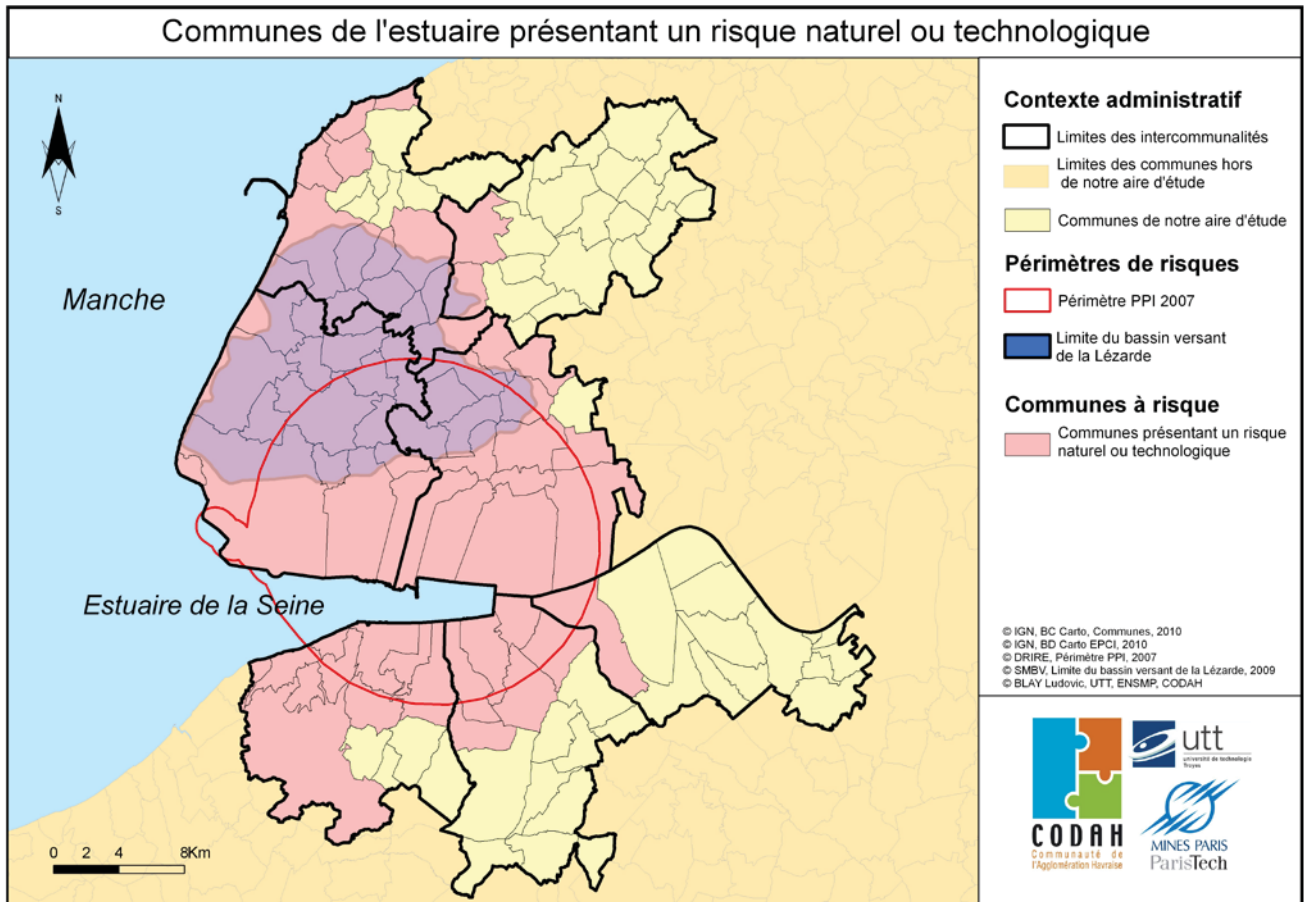 Communes de l'estuaire présentant un risque naturel ou technologique
N
S
Manche
Estuaire de la Seine
0 2 4 8Km
Contexte administratif
Limites des intercommunalités
Limites des communes hors
de notre aire d'étude
Communes de notre aire d'étude
Périmètres de risques
Périmètre PPI 2007
Limite du bassin versant
de la Lézarde
Communes à risque
Communes présentant un risque
naturel ou technologique
© IGN, BC Carto, Communes, 2010
© IGN, BD Carto EPCI, 2010
© DRIRE, Périmètre PPI, 2007
© SMBV, Limite du bassin versant de la Lézarde, 2009
© BLAY Ludovic, UTT, ENSMP, CODAH
CODAH
Communauté de
l'Agglomération Havraise
utt
université de technologie
Troyes
MINES PARIS
ParisTech